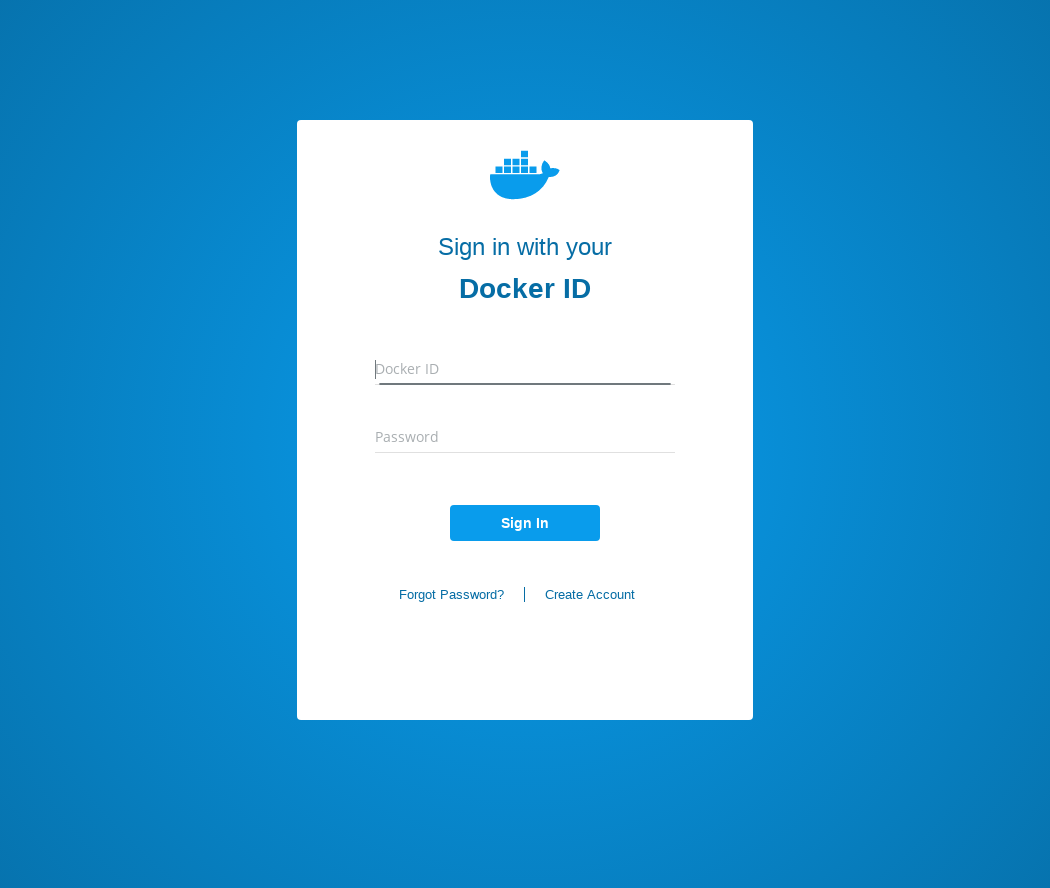 Sign in with your
Docker ID
Docker ID
Password
Sign In
Forgot Password?
Create Account